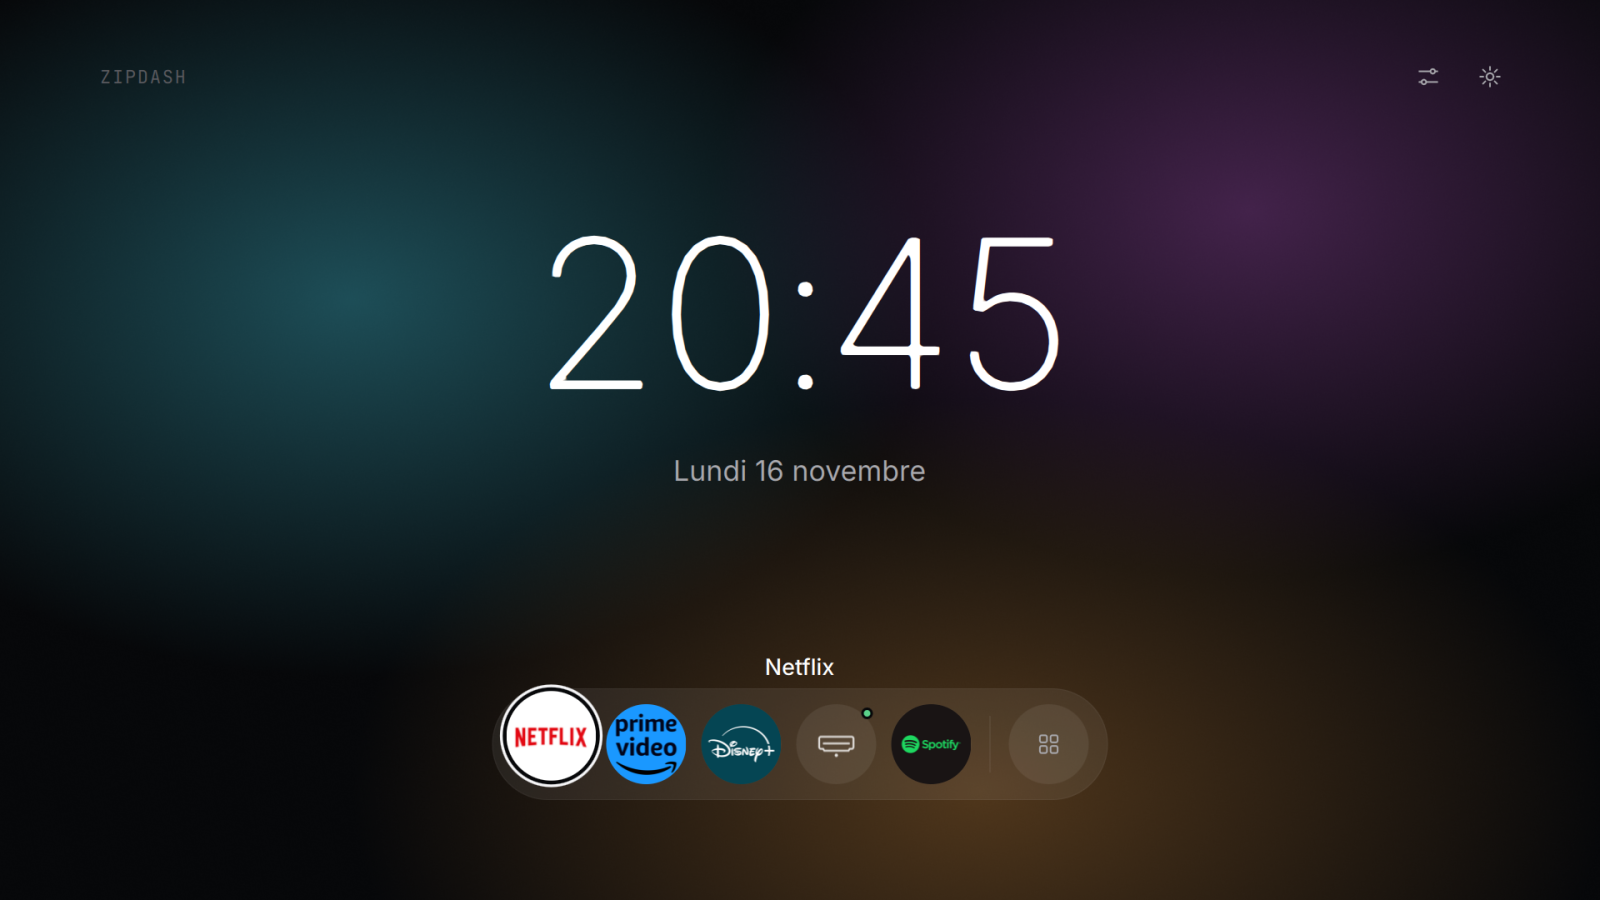 ZIPDASH
20:45
Lundi 16 novembre
Netflix
NETFLIX
prime
video
Disney+
Spotify